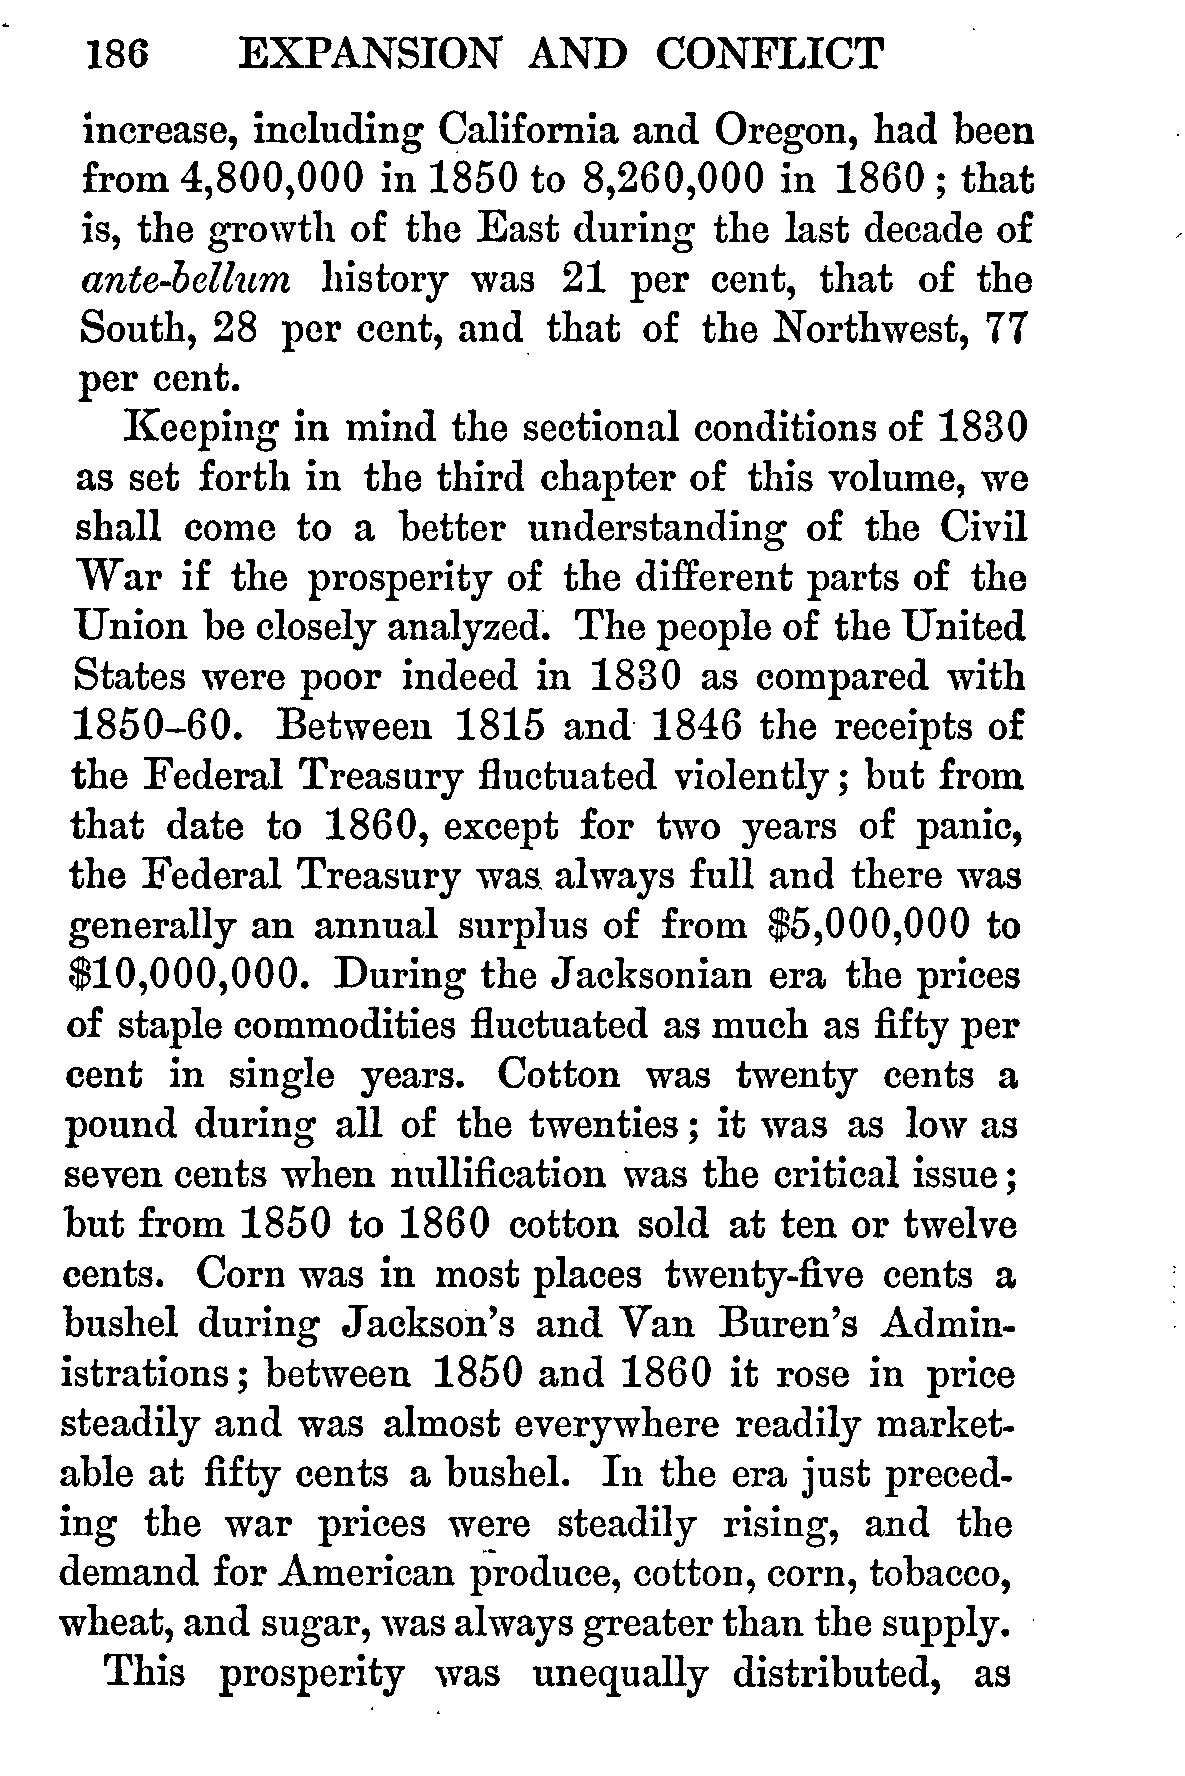 186 EXPANSION AND CONFLICT
increase, including California and Oregon, had been
from 4,800,000 in 1850 to 8,260,000 in 1860; that
is, the growth of the East during the last decade of
ante-bellum history was 21 per cent, that of the
South, 28 per cent, and that of the Northwest, 77
per cent.
Keeping in mind the sectional conditions of 1830
as set forth in the third chapter of this volume, we
shall come to a better understanding of the Civil
War if the prosperity of the different parts of the
Union be closely analyzed. The people of the United
States were poor indeed in 1830 as compared with
1850–60. Between 1815 and 1846 the receipts of
the Federal Treasury fluctuated violently; but from
that date to 1860, except for two years of panic,
the Federal Treasury was always full and there was
generally an annual surplus of from $5,000,000 to
$10,000,000. During the Jacksonian era the prices
of staple commodities fluctuated as much as fifty per
cent in single years. Cotton was twenty cents a
pound during all of the twenties; it was as low as
seven cents when nullification was the critical issue;
but from 1850 to 1860 cotton sold at ten or twelve
cents. Corn was in most places twenty-five cents a
bushel during Jackson's and Van Buren's Admin-
istrations; between 1850 and 1860 it rose in price
steadily and was almost everywhere readily market-
able at fifty cents a bushel. In the era just preced-
ing the war prices were steadily rising, and the
demand for American produce, cotton, corn, tobacco,
wheat, and sugar, was always greater than the supply.
This prosperity was unequally distributed, as